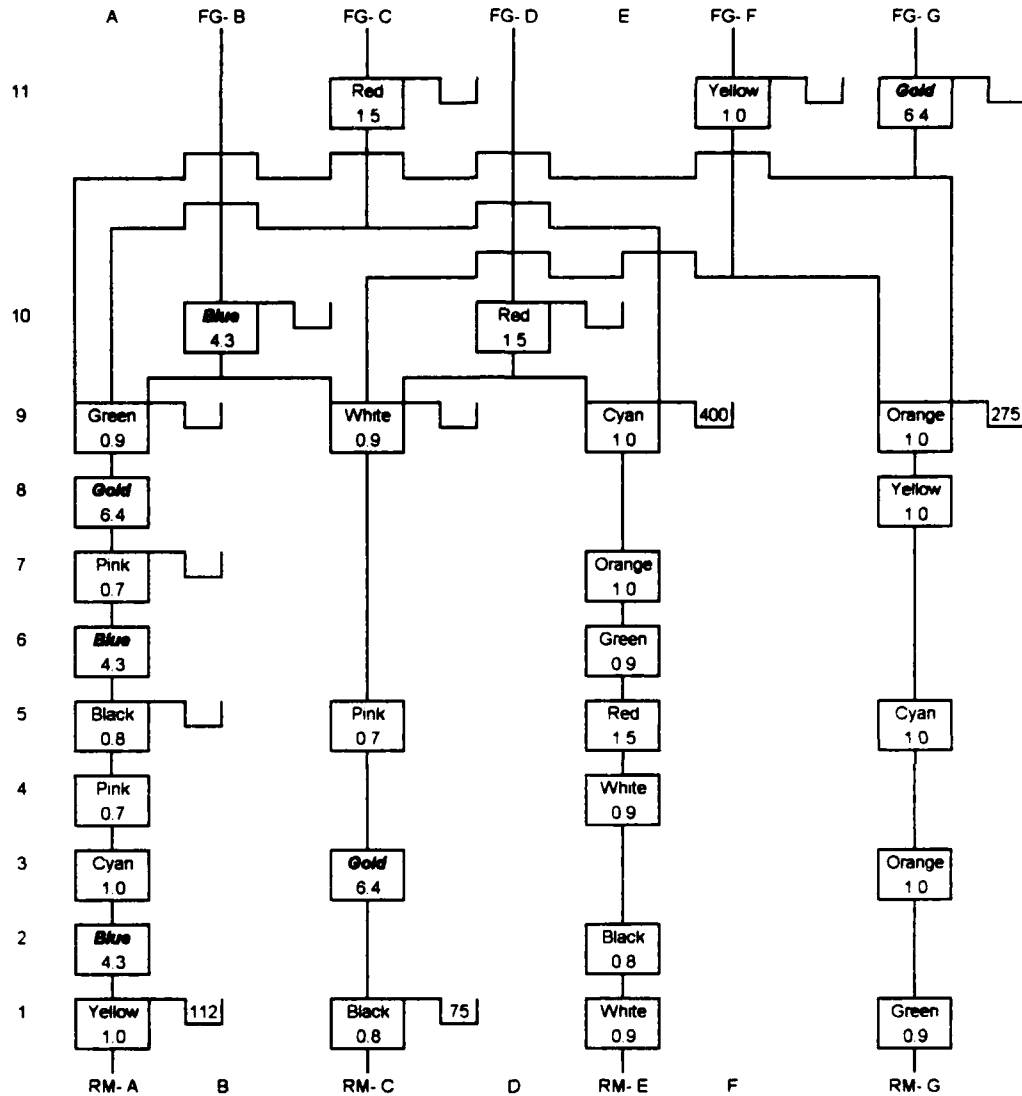 A FG- B FG- C FG- D E FG- F FG- G
11 Red Yellow Gold
1 5 1 0 6 4
10 Blue Red
4.3 1.5
9 Green White Cyan 400 Orange 275
0.9 0.9 1 0 1 0
8 Gold Yellow
6.4 1 0
7 Pink Orange
0.7 1 0
6 Blue Green
4.3 0 9
5 Black Pink Red Cyan
0.8 0.7 1 5 1 0
4 Pink White
0.7 0 9
3 Cyan Gold Orange
1.0 6.4 1 0
2 Blue Black
4.3 0 8
1 Yellow 112 Black 75 White Green
1.0 0.8 0.9 0.9
RM- A B RM- C D RM- E F RM- G